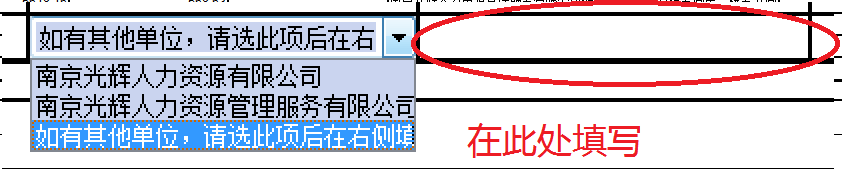 如有其他单位，请选此项后在右
南京光辉人力资源有限公司
南京光辉人力资源管理服务有限公司
如有其他单位，请选此项后在右侧填
在此处填写